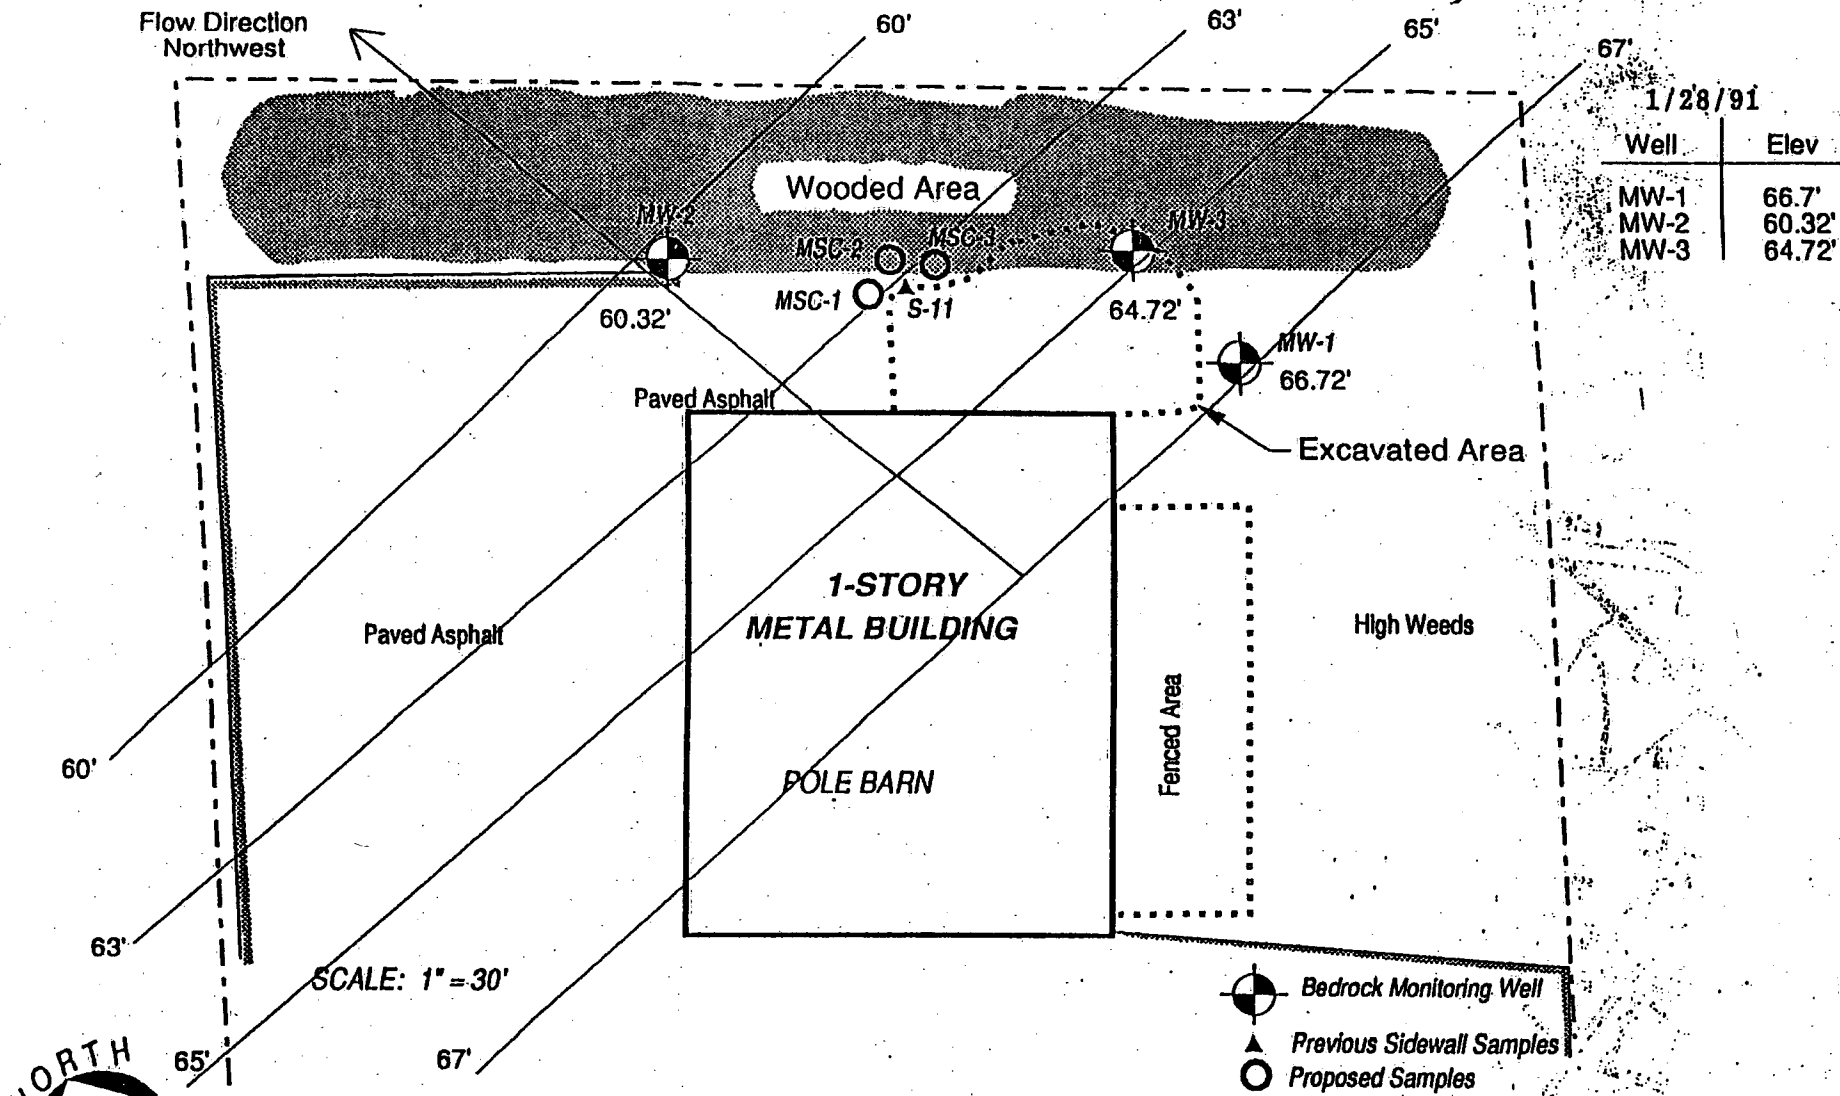 Flow Direction
Northwest
60'
63'
65'
67'
1/28/91
Well Elev
MW-1 66.7'
MW-2 60.32'
MW-3 64.72'
Wooded Area
MW-2
MSC-2
MSC-3
MW-3
MSC-1
S-11
60.32'
64.72'
MW-1
66.72'
Paved Asphalt
Excavated Area
1-STORY
METAL BUILDING
Paved Asphalt
High Weeds
Fenced Area
60'
POLE BARN
63'
SCALE: 1" = 30'
Bedrock Monitoring Well
Previous Sidewall Samples
Proposed Samples
65'
67'
NORTH